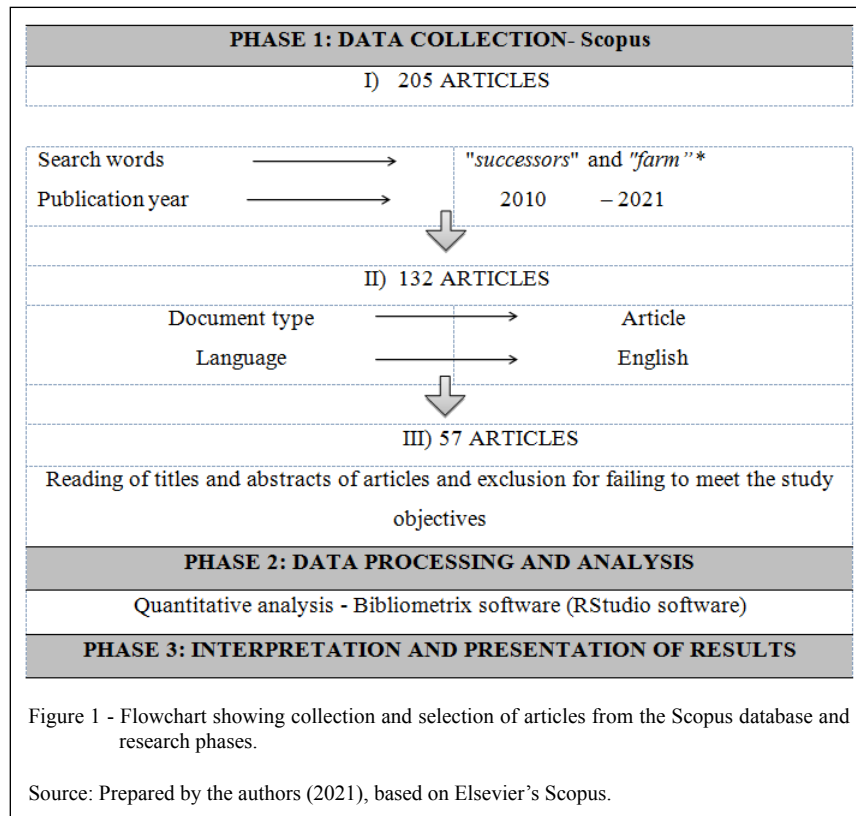 PHASE 1: DATA COLLECTION- Scopus
I) 205 ARTICLES
Search words "successors" and "farm”*
Publication year 2010 – 2021
II) 132 ARTICLES
Document type Article
Language English
III) 57 ARTICLES
Reading of titles and abstracts of articles and exclusion for failing to meet the study
objectives
PHASE 2: DATA PROCESSING AND ANALYSIS
Quantitative analysis - Bibliometrix software (RStudio software)
PHASE 3: INTERPRETATION AND PRESENTATION OF RESULTS
Figure 1 - Flowchart showing collection and selection of articles from the Scopus database and
research phases.
Source: Prepared by the authors (2021), based on Elsevier’s Scopus.